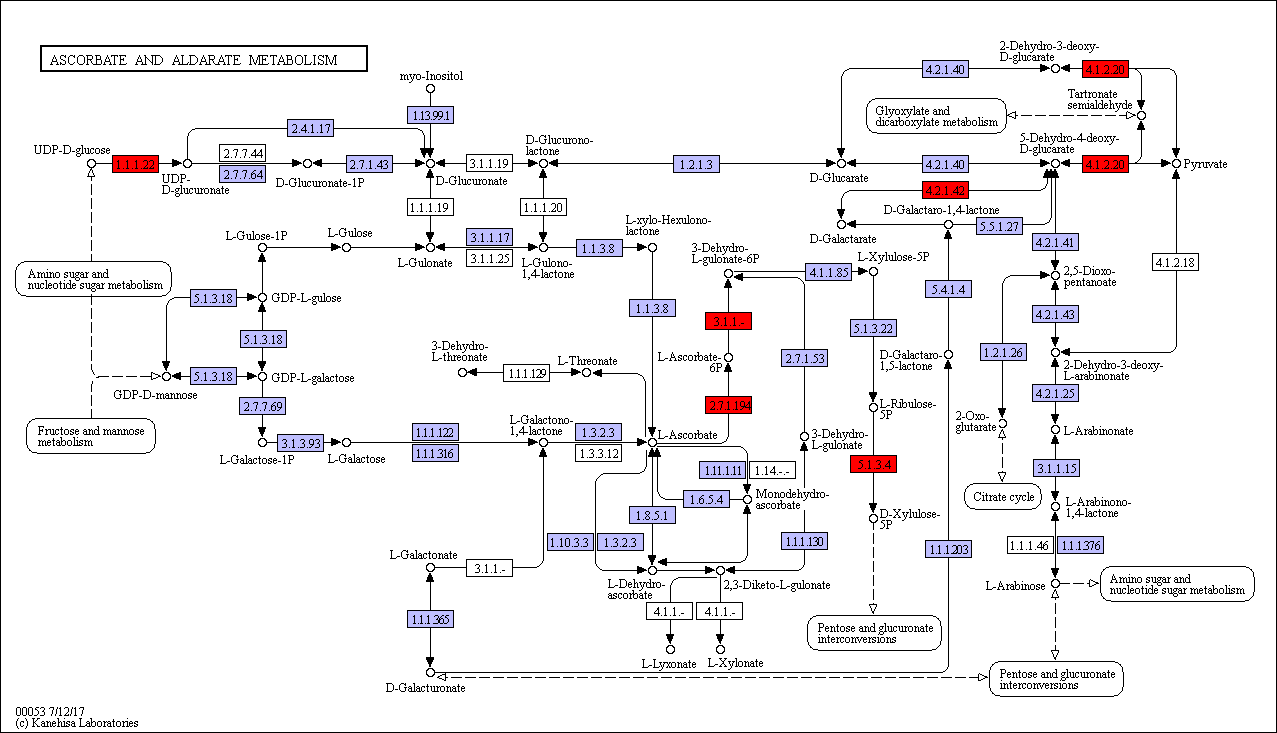 ASCORBATE AND ALDARATE METABOLISM
myo-Inositol
1.13.99.1
2-Dehydro-3-deoxy-
D-glucarate
4.2.1.40
4.1.2.20
Tartronate
semialdehyde
Glyoxylate and
dicarboxylate metabolism
UDP-D-glucose
1.1.1.22
2.4.1.17
2.7.7.44
2.7.7.64
UDP-
D-glucuronate
2.7.1.43
D-Glucuronate-1P
D-Glucuronate
3.1.1.19
D-Glucurono-
lactone
1.2.1.3
D-Glucarate
4.2.1.40
5-Dehydro-4-deoxy-
D-glucarate
4.1.2.20
Pyruvate
4.2.1.42
D-Galactarate
D-Galactaro-1,4-lactone
5.5.1.27
1.1.1.19
1.1.1.20
L-Gulose-1P
L-Gulose
L-Gulonate
3.1.1.17
3.1.1.25
L-Gulono-
1,4-lactone
1.1.3.8
L-xylo-Hexulono-
lactone
3-Dehydro-
L-gulonate-6P
4.1.1.85
L-Xylulose-5P
4.2.1.41
2,5-Dioxo-
pentanoate
4.1.2.18
Amino sugar and
nucleotide sugar metabolism
5.1.3.18
GDP-L-gulose
5.1.3.18
1.1.3.8
3.1.1.-
5.1.3.22
5.4.1.4
4.2.1.43
1.2.1.26
3-Dehydro-
L-threonate
1.1.1.129
L-Threonate
L-Ascorbate-
6P
2.7.1.53
D-Galactaro-
1,5-lactone
2-Dehydro-3-deoxy-
L-arabinonate
5.1.3.18
GDP-L-galactose
GDP-D-mannose
2.7.7.69
2.7.1.194
L-Ribulose-
5P
4.2.1.25
2-Oxo-
glutarate
L-Arabinonate
Fructose and mannose
metabolism
3.1.3.93
L-Galactose-1P
L-Galactose
1.1.1.122
1.1.1.316
L-Galactono-
1,4-lactone
1.3.2.3
1.3.3.12
L-Ascorbate
3-Dehydro-
L-gulonate
5.1.3.4
3.1.1.15
1.11.1.11
1.14.-.-
Monodehydro-
ascorbate
1.6.5.4
1.8.5.1
Citrate cycle
L-Arabinono-
1,4-lactone
D-Xylulose-
5P
1.10.3.3
1.3.2.3
1.1.1.130
1.1.1.203
1.1.1.46
1.1.1.376
L-Galactonate
3.1.1.-
L-Dehydro-
ascorbate
2,3-Diketo-L-gulonate
L-Arabinose
Amino sugar and
nucleotide sugar metabolism
1.1.1.365
4.1.1.-
4.1.1.-
Pentose and glucuronate
interconversions
L-Lyxonate
L-Xylonate
D-Galacturonate
Pentose and glucuronate
interconversions
00053 7/12/17
(c) Kanehisa Laboratories